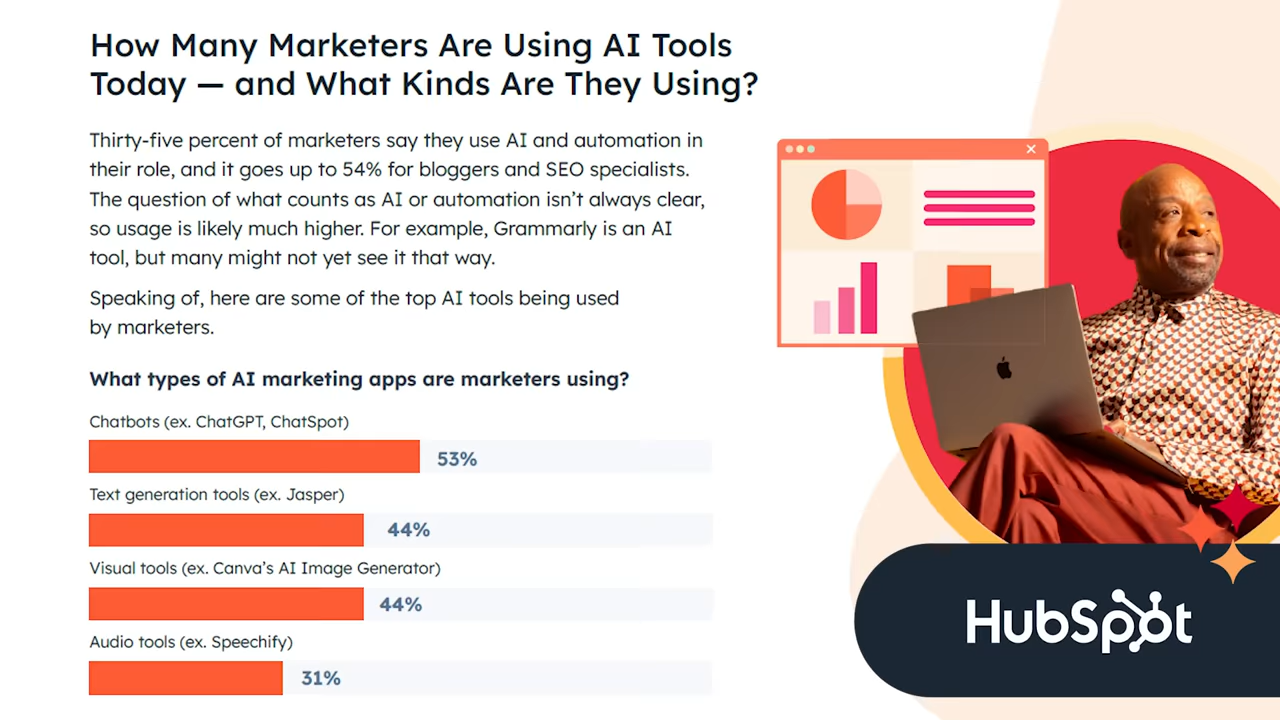 How Many Marketers Are Using AI Tools
Today — and What Kinds Are They Using?
Thirty-five percent of marketers say they use AI and automation in
their role, and it goes up to 54% for bloggers and SEO specialists.
The question of what counts as AI or automation isn’t always clear,
so usage is likely much higher. For example, Grammarly is an AI
tool, but many might not yet see it that way.
Speaking of, here are some of the top AI tools being used
by marketers.
What types of AI marketing apps are marketers using?
Chatbots (ex. ChatGPT, ChatSpot)
53%
Text generation tools (ex. Jasper)
44%
Visual tools (ex. Canva’s AI Image Generator)
44%
Audio tools (ex. Speechify)
31%
HubSpot